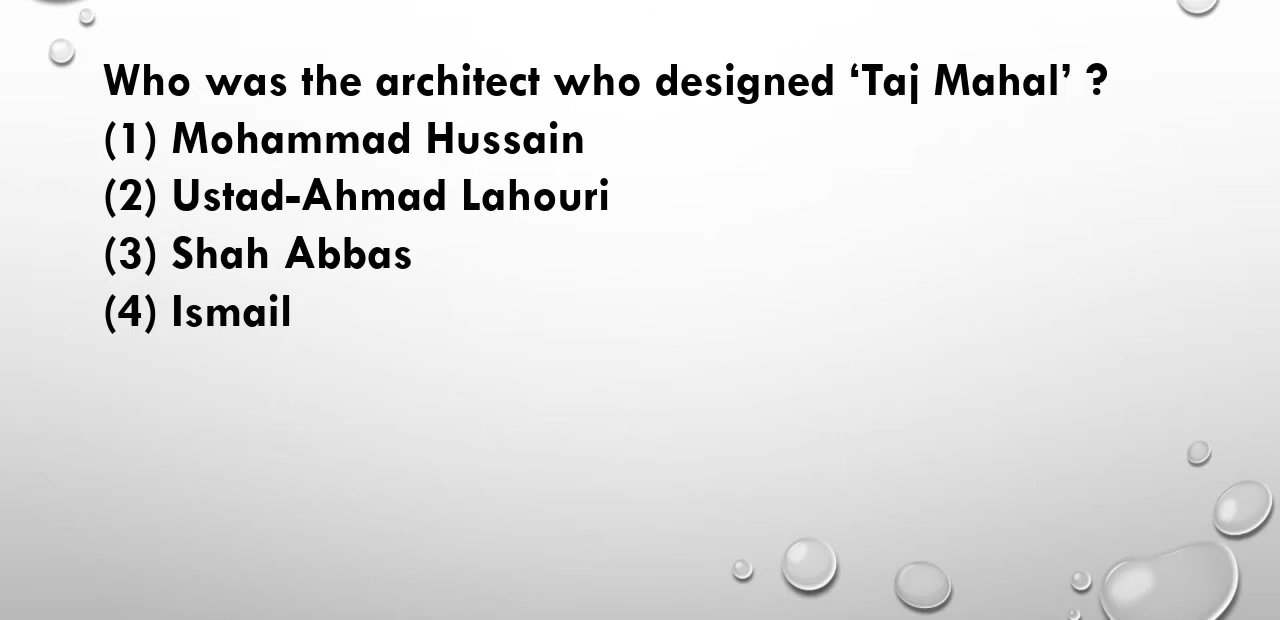 Who was the architect who designed ‘Taj Mahal’ ?
(1) Mohammad Hussain
(2) Ustad-Ahmad Lahouri
(3) Shah Abbas
(4) Ismail